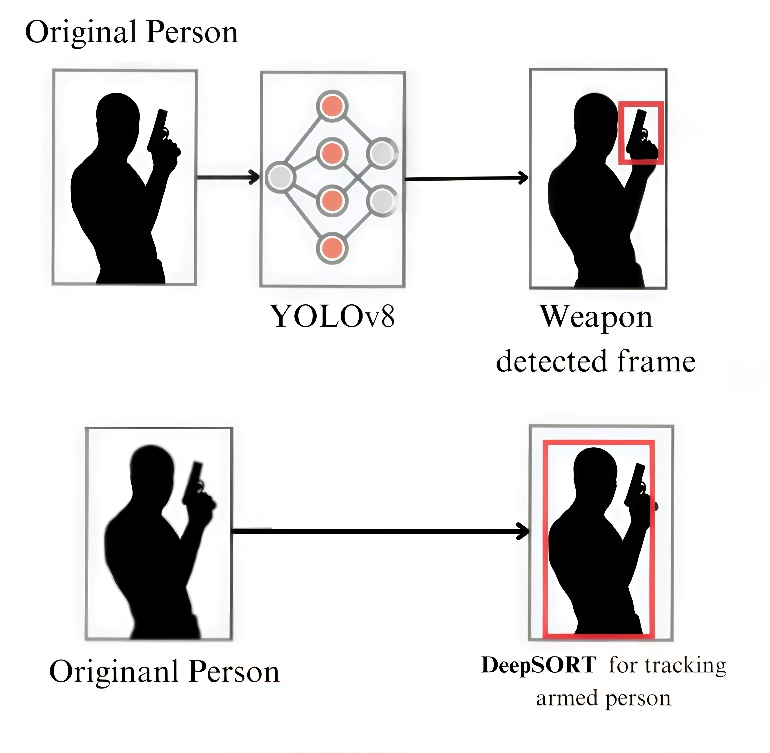 Original Person
YOLOv8
Weapon
detected frame
Originanl Person
DeepSORT for tracking
armed person